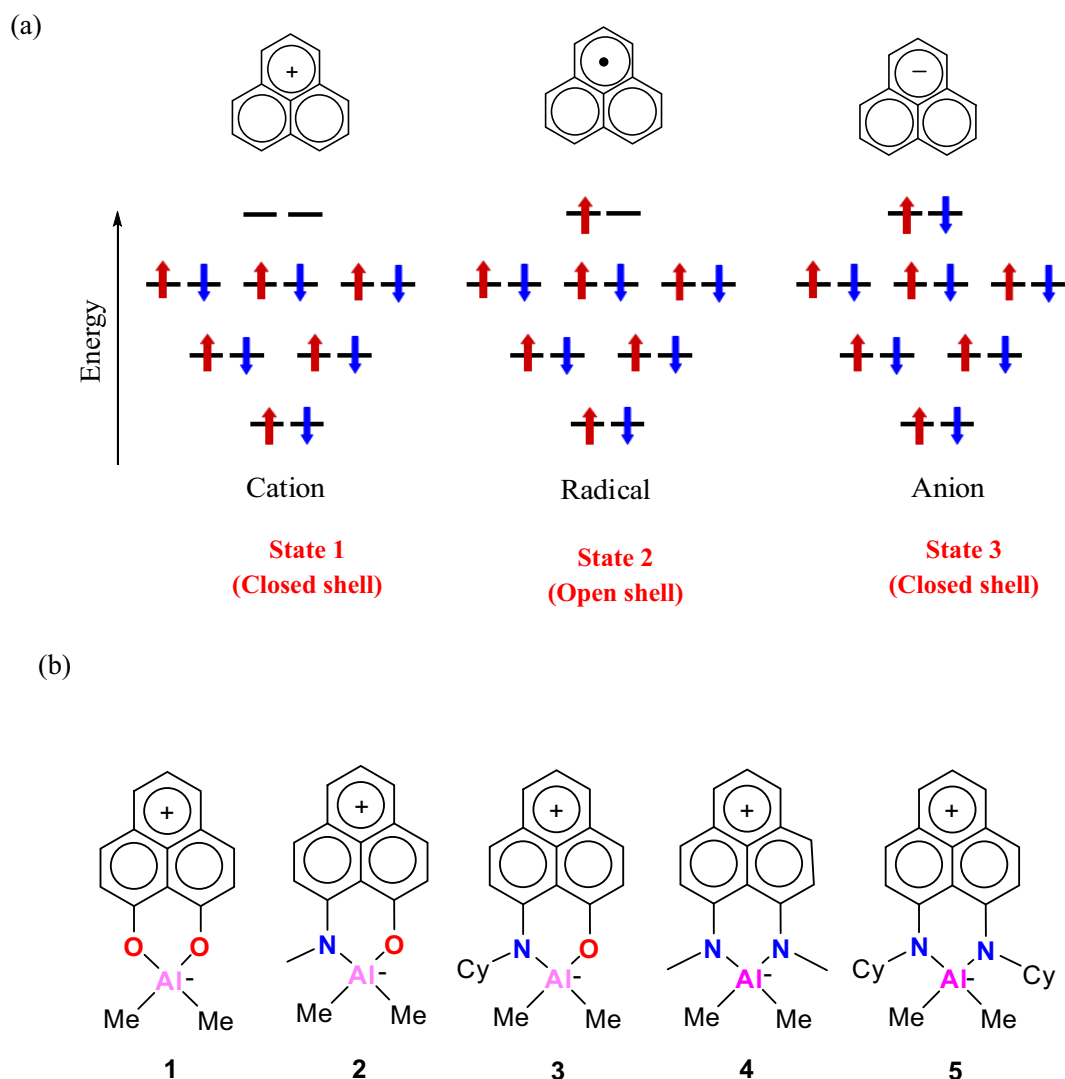 (a)
+ • −
Energy
Cation Radical Anion
State 1 State 2 State 3
(Closed shell) (Open shell) (Closed shell)
(b)
+ + + + +
O O N O N O N N N N
Cy Cy Cy
Al- Al- Al- Al- Al-
Me Me Me Me Me Me Me Me Me Me
1 2 3 4 5